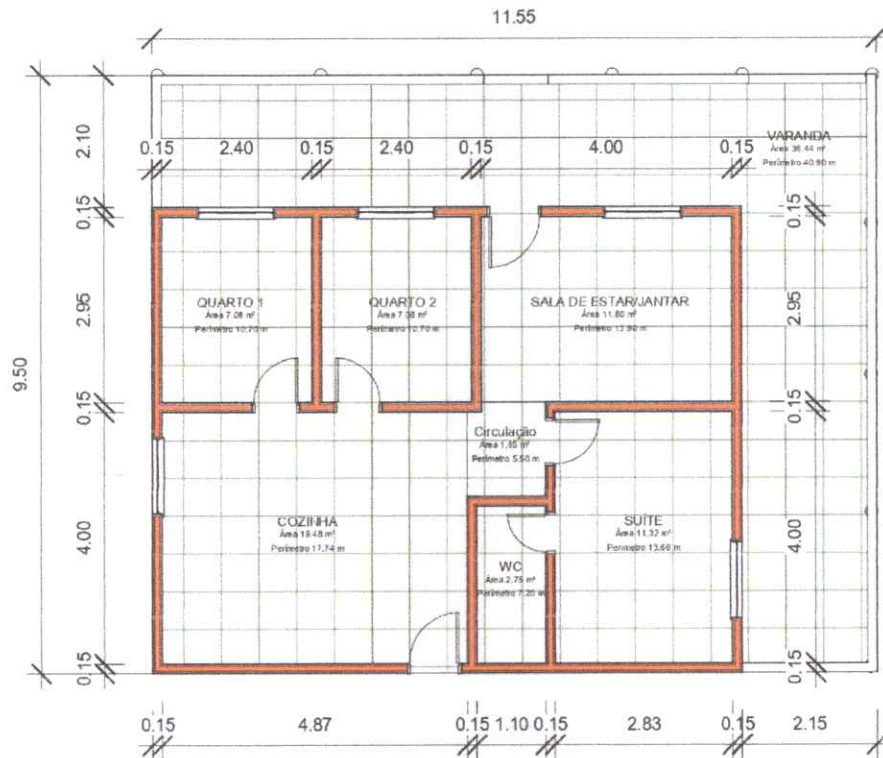 11.55
0.15 2.40 0.15 2.40 0.15 4.00 0.15
VARANDA
Área 36.44 m²
Perímetro 40.90 m
9.50
2.10
0.15
2.95
0.15
4.00
0.15
QUARTO 1
Área 7.08 m²
Perímetro 10.70 m
QUARTO 2
Área 7.08 m²
Perímetro 10.70 m
SALA DE ESTAR/JANTAR
Área 11.80 m²
Perímetro 13.90 m
0.15
2.95
0.15
4.00
0.15
Circulação
Área 1.85 m²
Perímetro 5.50 m
COZINHA
Área 19.48 m²
Perímetro 17.74 m
WC
Área 2.75 m²
Perímetro 7.20 m
SUÍTE
Área 11.32 m²
Perímetro 13.66 m
0.15 4.87 0.15 1.10 0.15 2.83 0.15 2.15